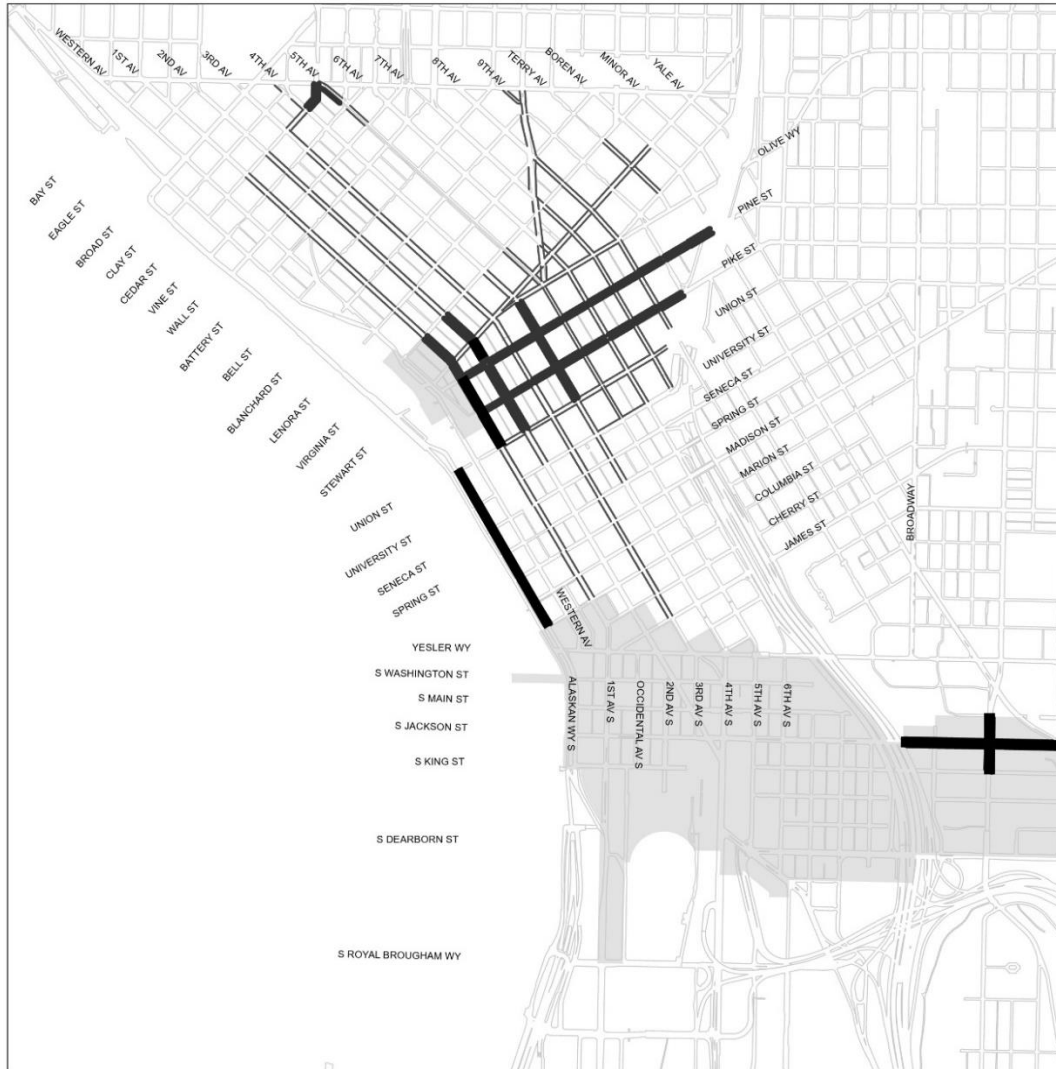 WESTERN AV
1ST AV
2ND AV
3RD AV
4TH AV
5TH AV
6TH AV
7TH AV
8TH AV
9TH AV
TERRY AV
BOREN AV
MINOR AV
YALE AV
OLIVE WY
PINE ST
PIKE ST
UNION ST
UNIVERSITY ST
SENECA ST
SPRING ST
MADISON ST
MARION ST
COLUMBIA ST
CHERRY ST
JAMES ST
BROADWAY
BAY ST
EAGLE ST
BROAD ST
CLAY ST
CEDAR ST
VINE ST
WALL ST
BATTERY ST
BELL ST
BLANCHARD ST
LENORA ST
VIRGINIA ST
STEWART ST
UNION ST
UNIVERSITY ST
SENECA ST
SPRING ST
WESTERN AV
YESLER WY
S WASHINGTON ST
S MAIN ST
S JACKSON ST
S KING ST
ALASKAN WY S
1ST AV S
OCCIDENTAL AV S
2ND AV S
3RD AV S
4TH AV S
5TH AV S
6TH AV S
S DEARBORN ST
S ROYAL BROUGHAM WY